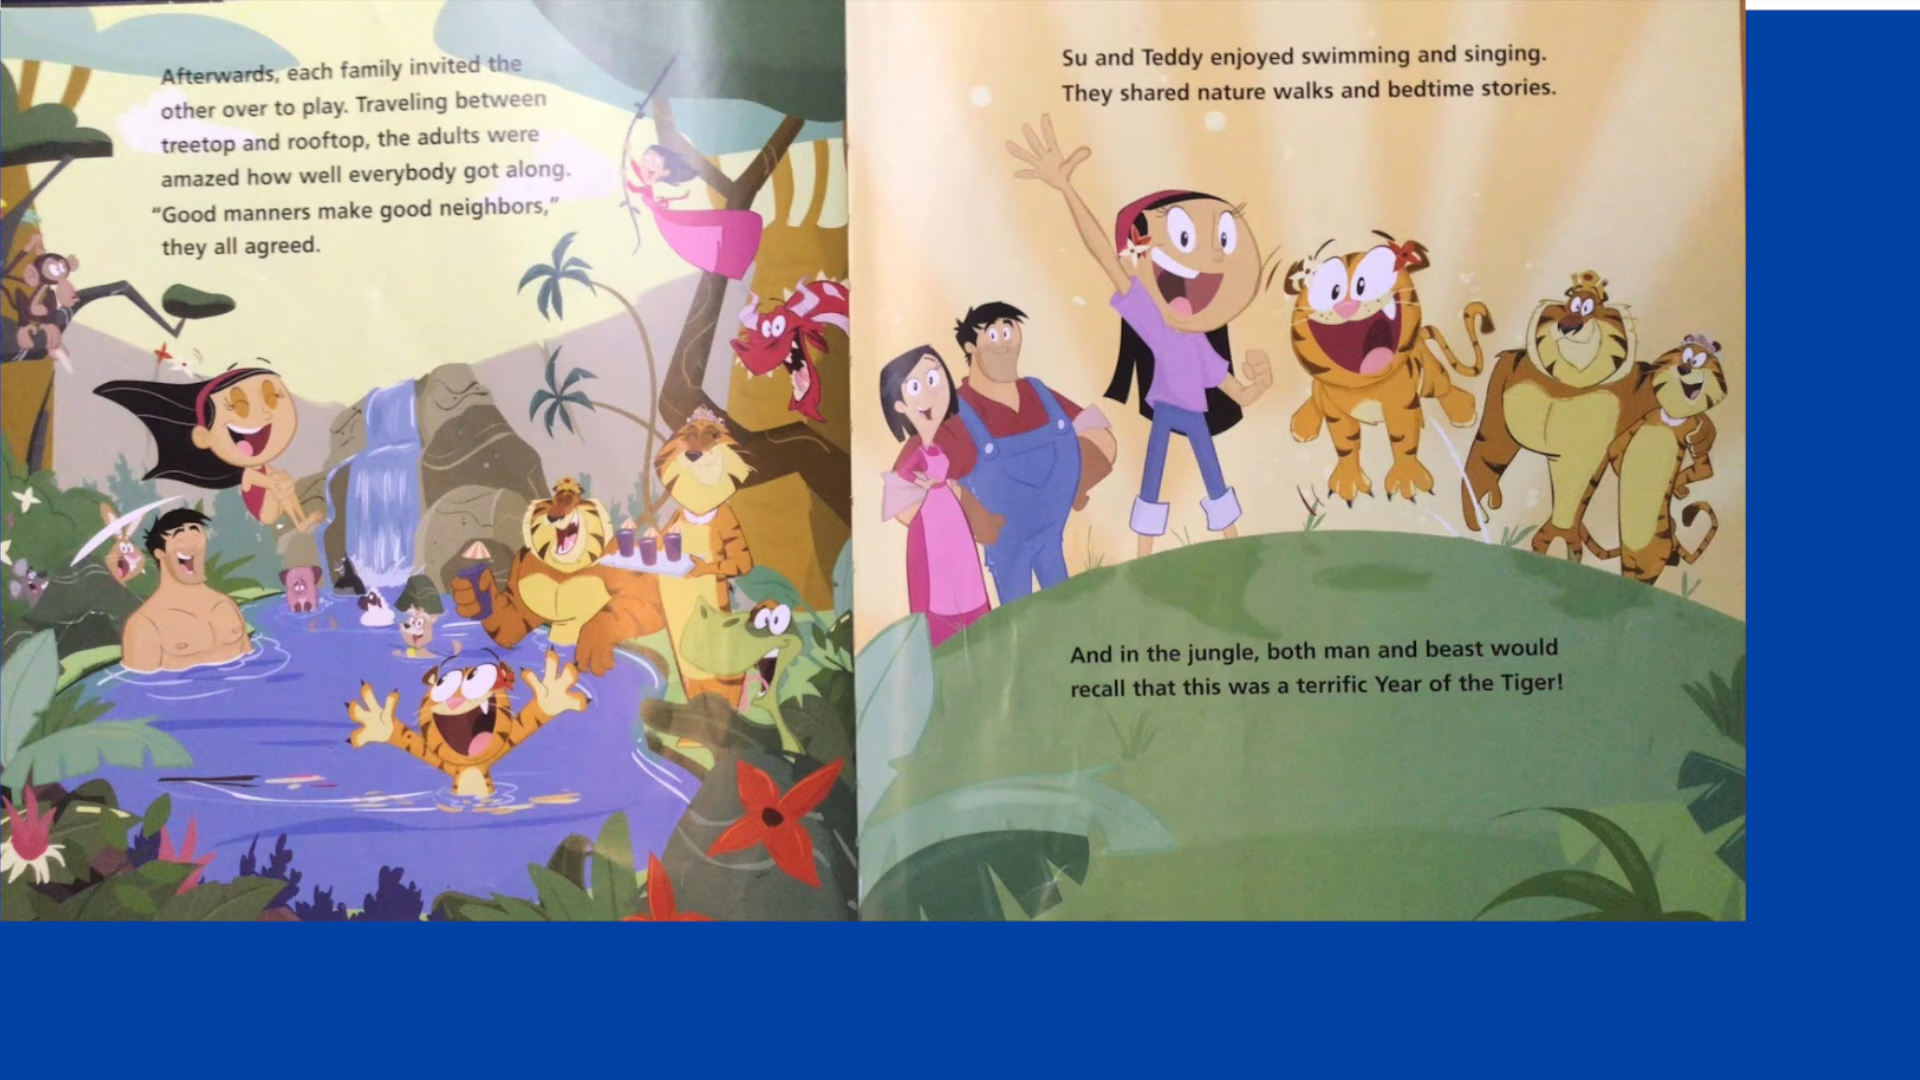 Afterwards, each family invited the
other over to play. Traveling between
treetop and rooftop, the adults were
amazed how well everybody got along.
“Good manners make good neighbors,”
they all agreed.
Su and Teddy enjoyed swimming and singing.
They shared nature walks and bedtime stories.
And in the jungle, both man and beast would
recall that this was a terrific Year of the Tiger!